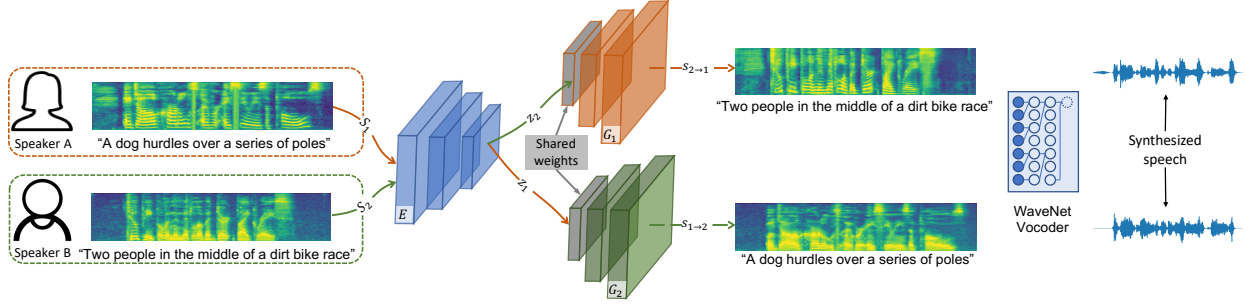 Speaker A
"A dog hurdles over a series of poles"
Speaker B
"Two people in the middle of a dirt bike race"
S₁
S₂
E
z₂
z₁
Shared
weights
G₁
G₂
S₂→₁
"Two people in the middle of a dirt bike race"
S₁→₂
"A dog hurdles over a series of poles"
WaveNet
Vocoder
Synthesized
speech